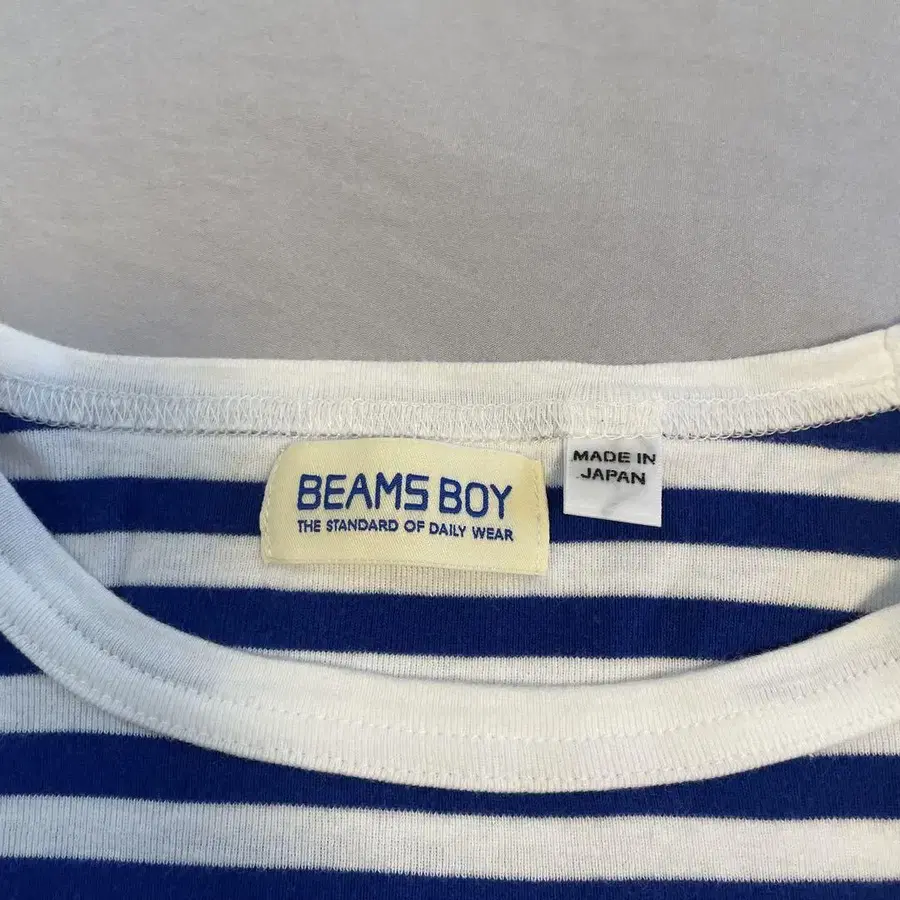 BEAMS BOY
THE STANDARD OF DAILY WEAR
MADE IN
JAPAN